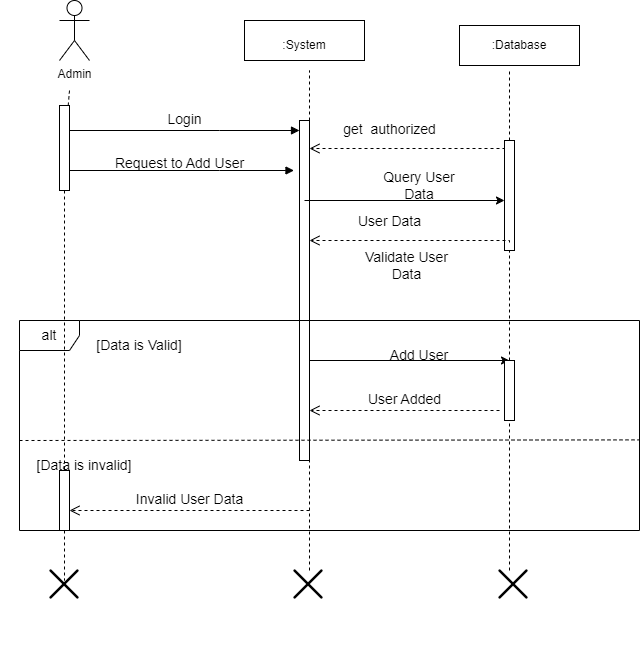 Admin
:System
:Database
Login
get authorized
Request to Add User
Query User
Data
User Data
Validate User
Data
alt
[Data is Valid]
Add User
User Added
[Data is invalid]
Invalid User Data